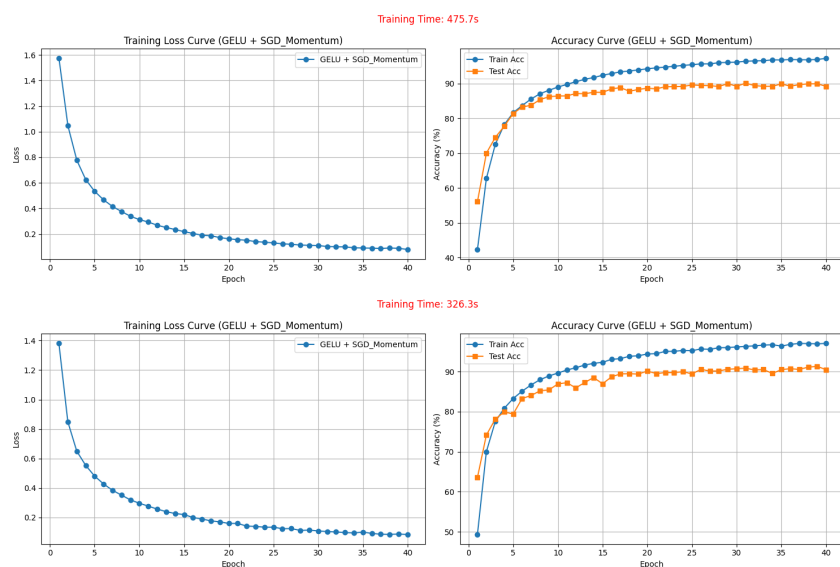 Training Time: 475.7s
Training Loss Curve (GELU + SGD_Momentum)
GELU + SGD_Momentum
1.6
1.4
1.2
1.0
0.8
0.6
0.4
0.2
Loss
0 5 10 15 20 25 30 35 40
Epoch
Accuracy Curve (GELU + SGD_Momentum)
Train Acc
Test Acc
90
80
70
60
50
40
Accuracy (%)
0 5 10 15 20 25 30 35 40
Epoch
Training Time: 326.3s
Training Loss Curve (GELU + SGD_Momentum)
GELU + SGD_Momentum
1.4
1.2
1.0
0.8
0.6
0.4
0.2
Loss
0 5 10 15 20 25 30 35 40
Epoch
Accuracy Curve (GELU + SGD_Momentum)
Train Acc
Test Acc
90
80
70
60
50
Accuracy (%)
0 5 10 15 20 25 30 35 40
Epoch